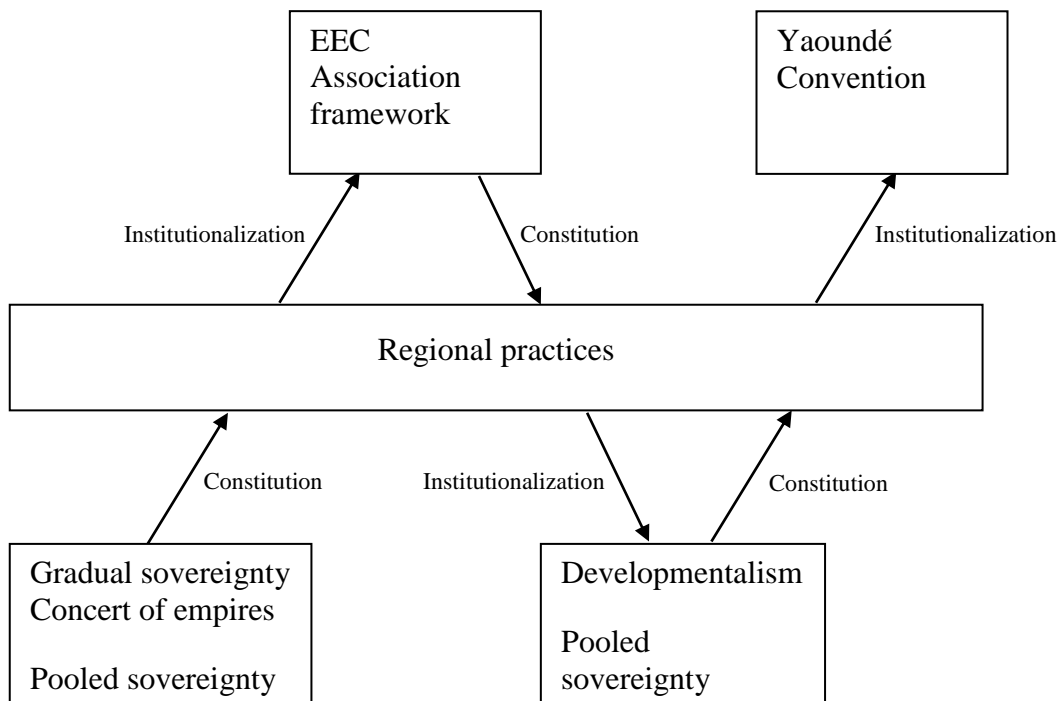 EEC
Association
framework
Yaoundé
Convention
Institutionalization
Constitution
Institutionalization
Regional practices
Constitution
Institutionalization
Constitution
Gradual sovereignty
Concert of empires
Pooled sovereignty
Developmentalism
Pooled
sovereignty